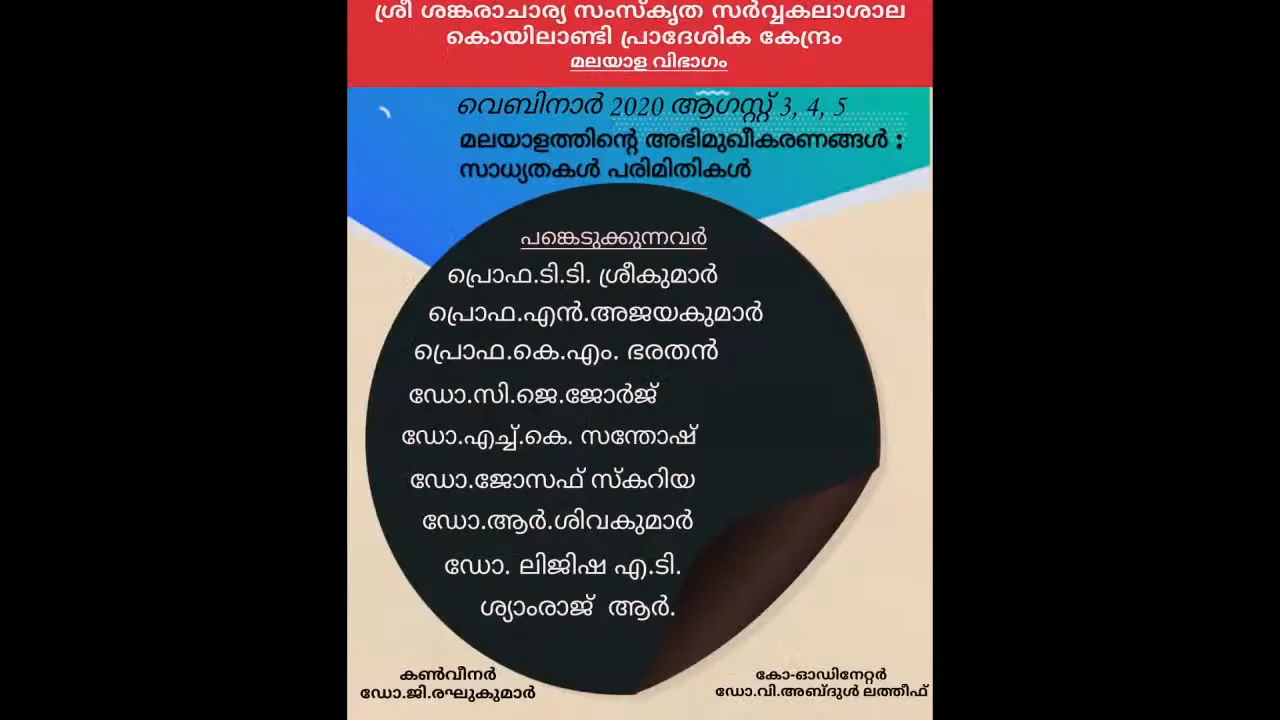 ശ്രീ ശങ്കരാചാര്യ സംസ്കൃത സർവ്വകലാശാല
കൊയിലാണ്ടി പ്രാദേശിക കേന്ദ്രം
മലയാള വിഭാഗം
വെബിനാർ 2020 ആഗസ്റ്റ് 3, 4, 5
മലയാളത്തിന്റെ അഭിമുഖീകരണങ്ങൾ :
സാധ്യതകൾ പരിമിതികൾ
പങ്കെടുക്കുന്നവർ
പ്രൊഫ.ടി.ടി. ശ്രീകുമാർ
പ്രൊഫ.എൻ.അജയകുമാർ
പ്രൊഫ.കെ.എം. ഭരതൻ
ഡോ.സി.ജെ.ജോർജ്
ഡോ.എച്ച്.കെ. സന്തോഷ്
ഡോ.ജോസഫ് സ്കറിയ
ഡോ.ആർ.ശിവകുമാർ
ഡോ. ലിജിഷ എ.ടി.
ശ്യാംരാജ് ആർ.
കൺവീനർ
ഡോ.ജി.രഘുകുമാർ
കോ-ഓഡിനേറ്റർ
ഡോ.വി.അബ്ദുൾ ലത്തീഫ്